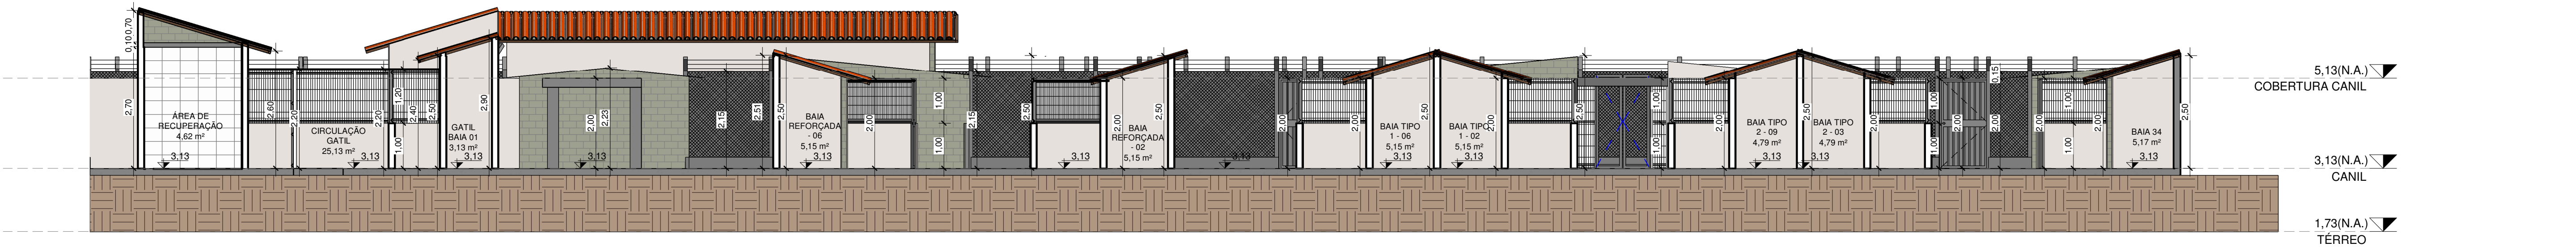 0,10
0,70
2,70
ÁREA DE
RECUPERAÇÃO
4,62 m²
3,13
2,60
2,20
CIRCULAÇÃO
GATIL
25,13 m²
3,13
2,20
1,20
1,00
2,40
2,50
GATIL
BAIA 01
3,13 m²
3,13
2,90
2,00
2,23
3,13
2,15
2,51
2,50
BAIA
REFORÇADA
- 06
5,15 m²
3,13
2,00
1,00
1,00
2,15
2,50
3,13
2,00
BAIA
REFORÇADA
- 02
5,15 m²
2,50
3,13
2,00
BAIA TIPO
1 - 06
5,15 m²
3,13
2,50
BAIA TIPO
1 - 02
5,15 m²
3,13
2,00
2,50
1,00
1,00
2,00
BAIA TIPO
2 - 09
4,79 m²
3,13
2,50
BAIA TIPO
2 - 03
4,79 m²
3,13
2,00
1,00
1,00
2,00
0,15
2,00
1,00
1,00
2,00
BAIA 34
5,17 m²
3,13
2,50
5,13(N.A.)
COBERTURA CANIL
3,13(N.A.)
CANIL
1,73(N.A.)
TÉRREO